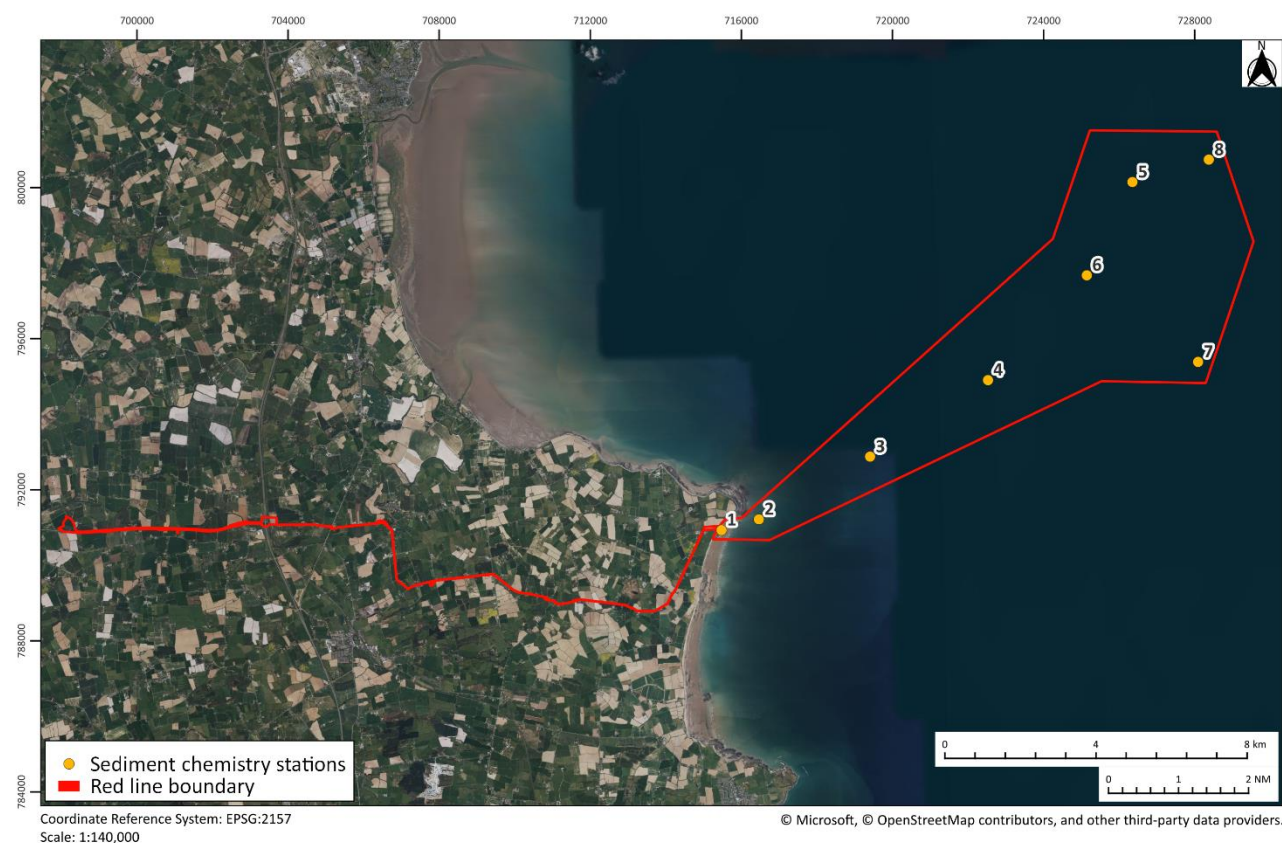 700000 704000 708000 712000 716000 720000 724000 728000
N
800000
796000
792000
788000
784000
8
5
6
7
4
3
2
1
Sediment chemistry stations
Red line boundary
0 4 8 km
0 1 2 NM
Coordinate Reference System: EPSG:2157
© Microsoft, © OpenStreetMap contributors, and other third-party data providers.
Scale: 1:140,000